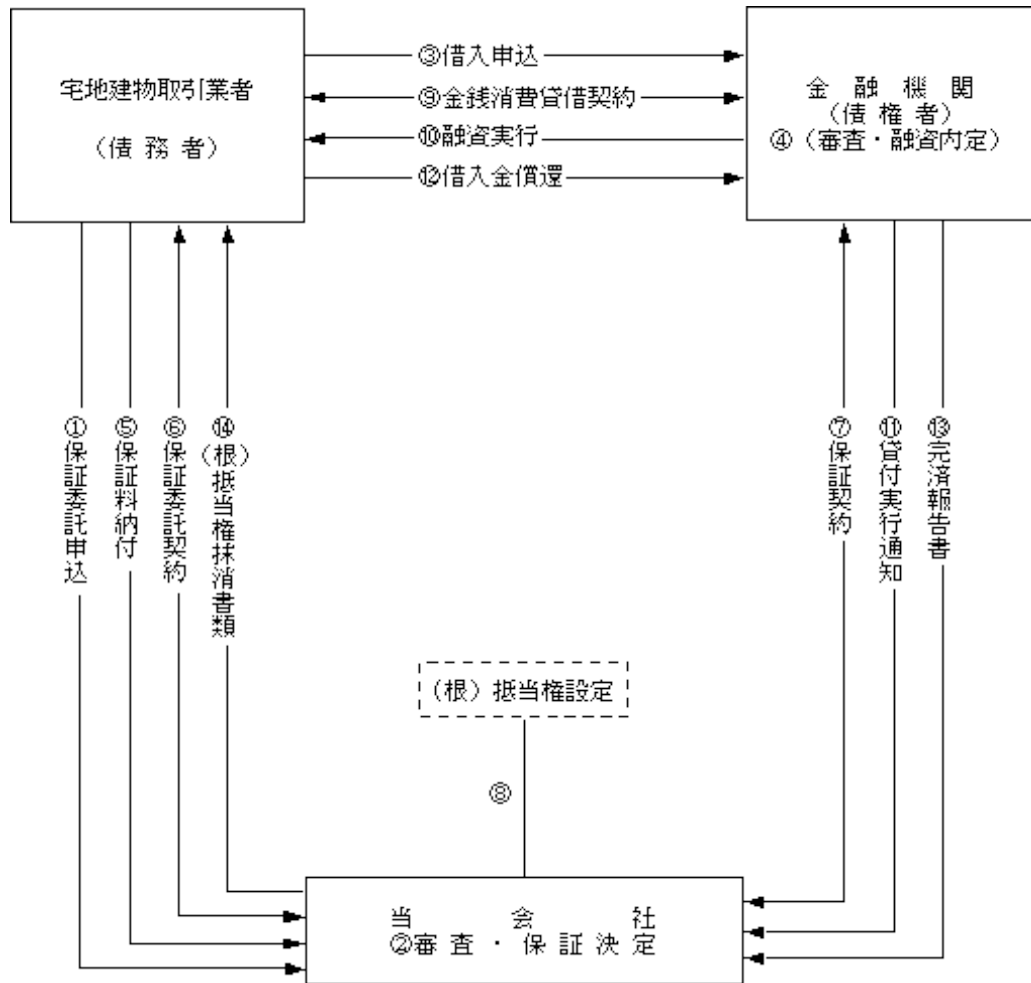 ③借入申込
宅地建物取引業者
(債務者)
⑨金銭消費貸借契約
⑩融資実行
⑫借入金償還
金融機関
(債権者)
④(審査・融資内定)
①保証委託申込
⑤保証料納付
⑥保証委託契約
⑭(根)抵当権抹消書類
⑦保証契約
⑪貸付実行通知
⑬完済報告書
(根)抵当権設定
⑧
当会社
②審査・保証決定